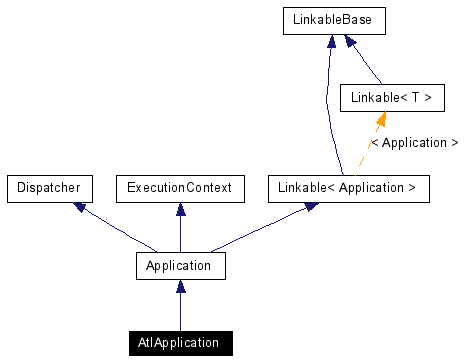 LinkableBase
Linkable< T >
< Application >
Dispatcher
ExecutionContext
Linkable< Application >
Application
AtlApplication